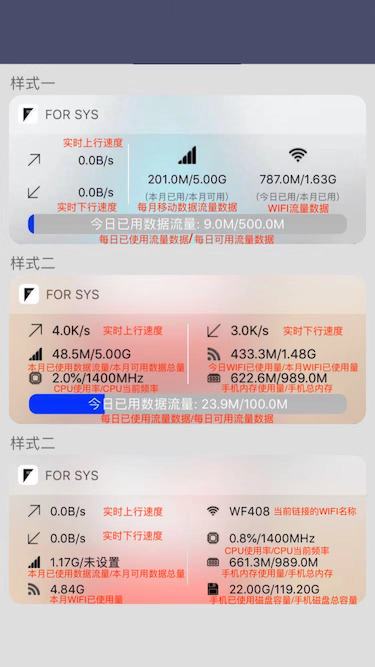 样式一
FOR SYS
实时上行速度
0.0B/s
0.0B/s
实时下行速度
201.0M/5.00G
(本月已用/本月可用)
每月移动数据流量数据
787.0M/1.63G
(今日已用/本月已用)
WIFI流量数据
今日已用数据流量: 9.0M/500.0M
每日已使用流量数据/每日可用流量数据
样式二
FOR SYS
4.0K/s 实时上行速度
3.0K/s 实时下行速度
48.5M/5.00G
433.3M/1.48G
本月已用数据流量/本月可用数据总量
今日WIFI已使用量/本月WIFI已使用量
2.0%/1400MHz
622.6M/989.0M
CPU使用率/CPU当前频率
手机内存使用量/手机总内存
今日已用数据流量: 23.9M/100.0M
每日已使用流量数据/每日可用流量数据
样式二
FOR SYS
0.0B/s 实时上行速度
WF408 当前链接的WIFI名称
0.0B/s 实时下行速度
0.8%/1400MHz
CPU使用率/CPU当前频率
1.17G/未设置
661.3M/989.0M
本月已使用数据流量/本月可用数据总量
手机内存使用量/手机总内存
4.84G
22.00G/119.20G
本月WIFI已使用量
手机已使用磁盘容量/手机磁盘总容量